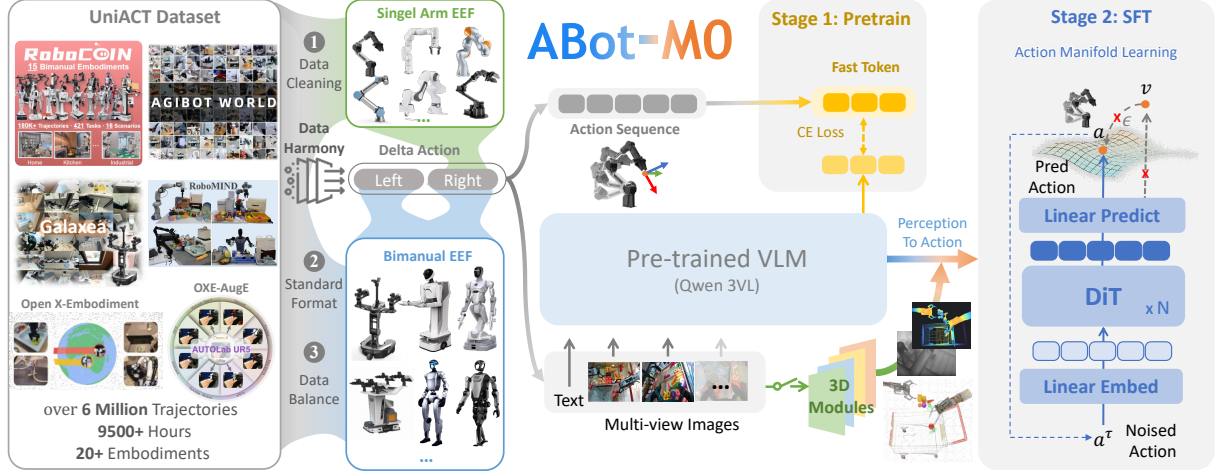 UniACT Dataset
RoboCOIN
15 Bimanual Embodiments
180K+ Trajectories · 421 Tasks · 16 Scenarios
Home
Kitchen
...
Industrial
AGIBOT WORLD
Galaxea
RoboMIND
Open X-Embodiment
OXE-AugE
AUTOLab UR5
over 6 Million Trajectories
9500+ Hours
20+ Embodiments
1
Data
Cleaning
Data
Harmony
2
Standard
Format
3
Data
Balance
Singel Arm EEF
...
Delta Action
Left
Right
Bimanual EEF
...
ABot-M0
Action Sequence
Stage 1: Pretrain
Fast Token
CE Loss
Pre-trained VLM
(Qwen 3VL)
Perception
To Action
Text
...
Multi-view Images
3D
Modules
Stage 2: SFT
Action Manifold Learning
v
x
ϵ
a
x
Pred
Action
Linear Predict
DiT
x N
Linear Embed
a^τ
Noised
Action